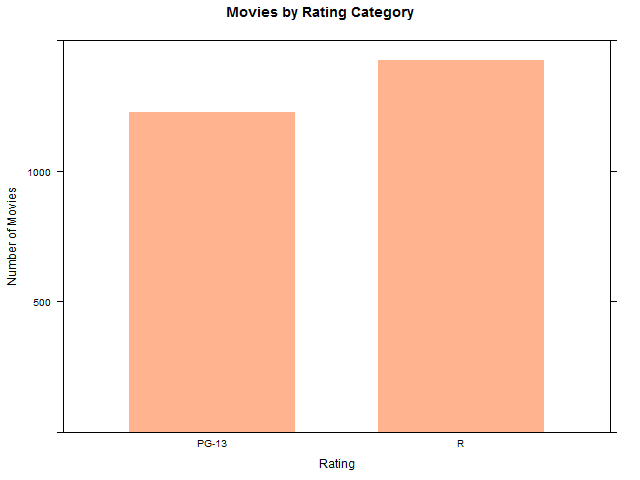 Movies by Rating Category
Number of Movies
1000
500
PG-13
R
Rating